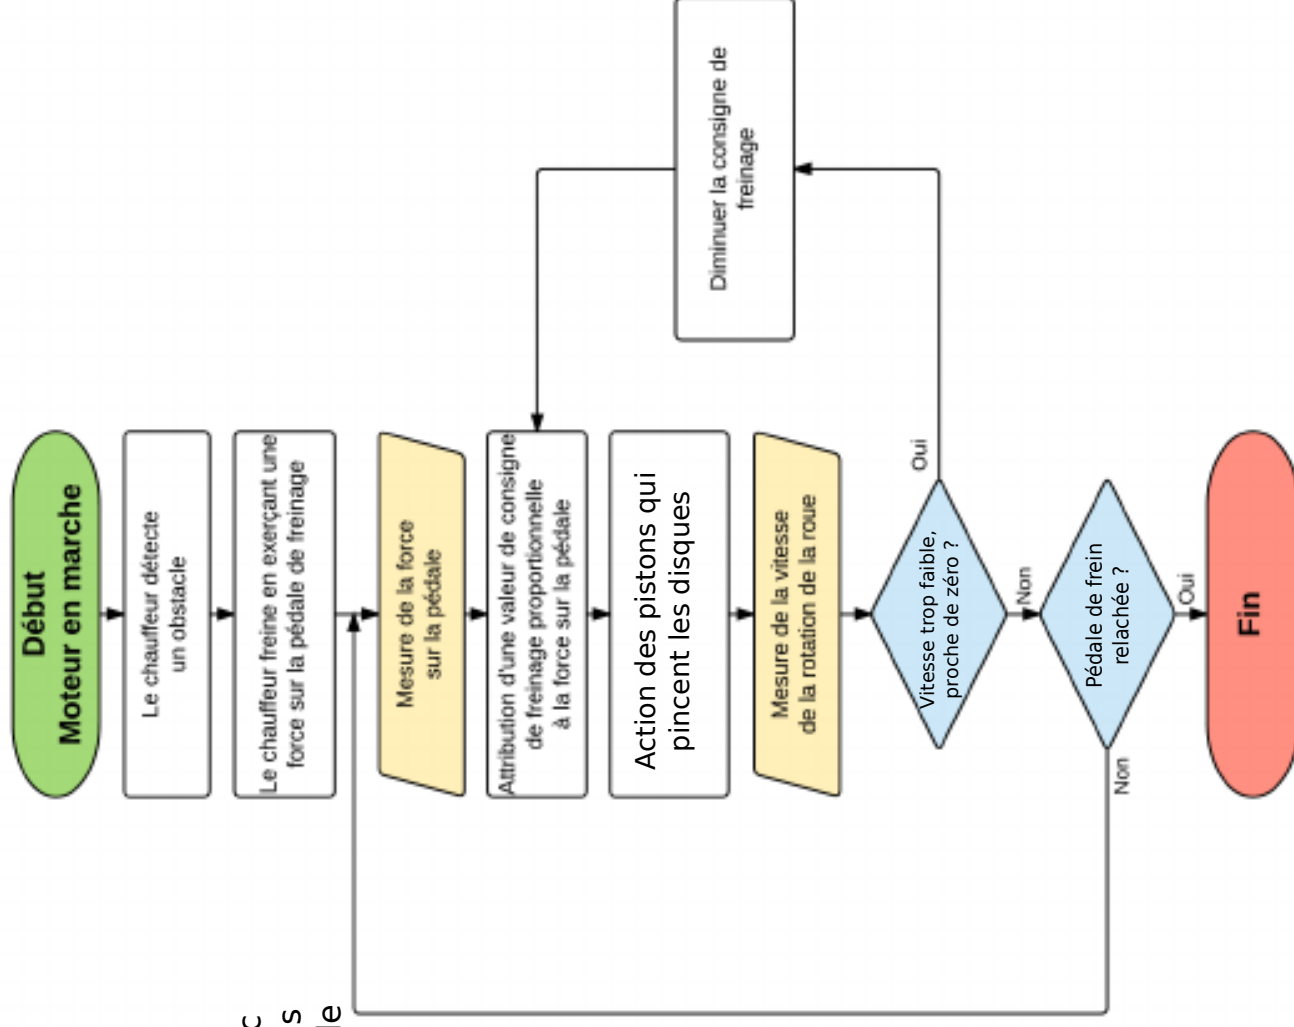 Début
Moteur en marche
Le chauffeur détecte
un obstacle
Le chauffeur freine en exerçant une
force sur la pédale de freinage
Mesure de la force
sur la pédale
Attribution d'une valeur de consigne
de freinage proportionnelle
à la force sur la pédale
Action des pistons qui
pincent les disques
Mesure de la vitesse
de la rotation de la roue
Vitesse trop faible,
proche de zéro ?
Oui
Diminuer la consigne de
freinage
Non
Pédale de frein
relachée ?
Non
Oui
Fin